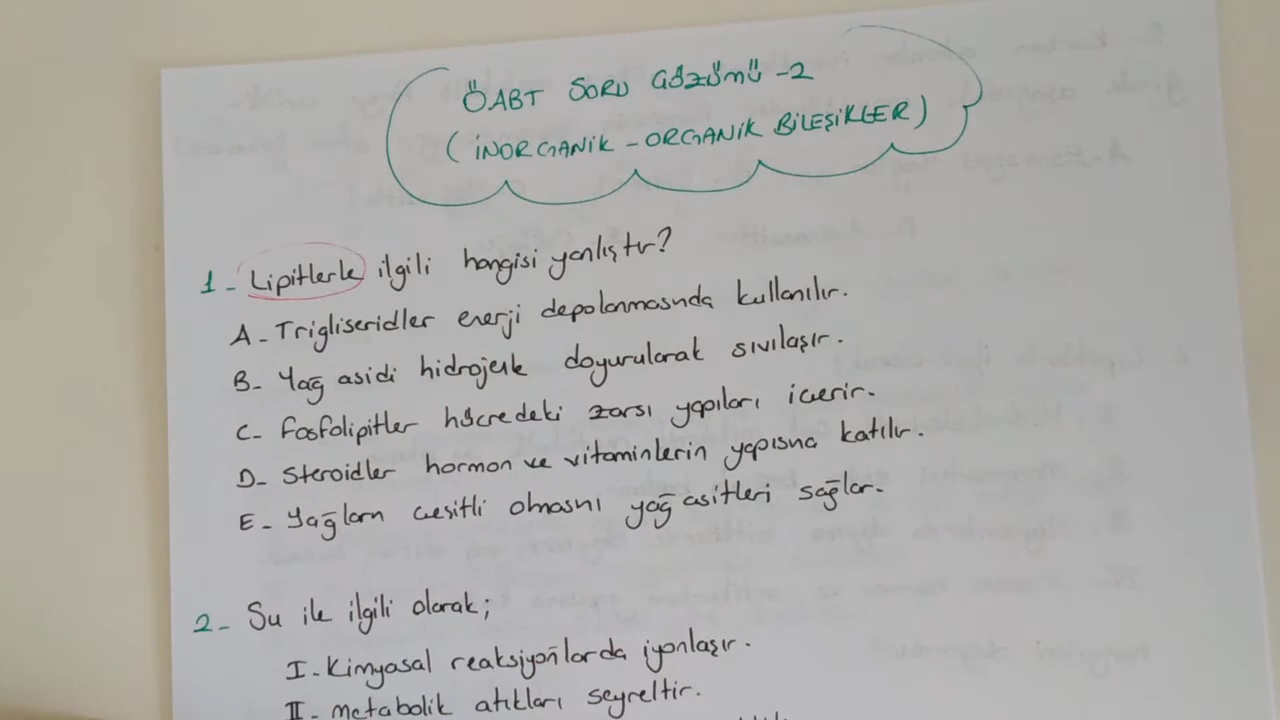 ÖABT SORU ÇÖZÜMÜ -2
(İNORGANİK - ORGANİK BİLEŞİKLER)
1- Lipitlerle ilgili hangisi yanlıştır?
A- Trigliseridler enerji depolanmasında kullanılır.
B- Yağ asidi hidrojenle doyurularak sıvılaşır.
C- Fosfolipitler hücredeki zarsı yapıları içerir.
D- Steroidler hormon ve vitaminlerin yapısına katılır.
E- Yağların çeşitli olmasını yağ asitleri sağlar.
2- Su ile ilgili olarak;
I- Kimyasal reaksiyonlarda iyonlaşır.
II- Metabolik atıkları seyreltir.